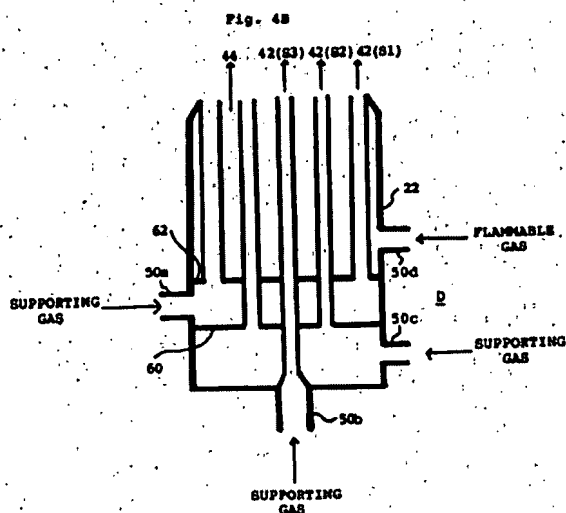 Fig. 4B
44 42(S3) 42(S2) 42(S1)
22
FLAMMABLE
GAS
62
50a
50d
SUPPORTING
GAS
D
50c
SUPPORTING
GAS
60
50b
SUPPORTING
GAS